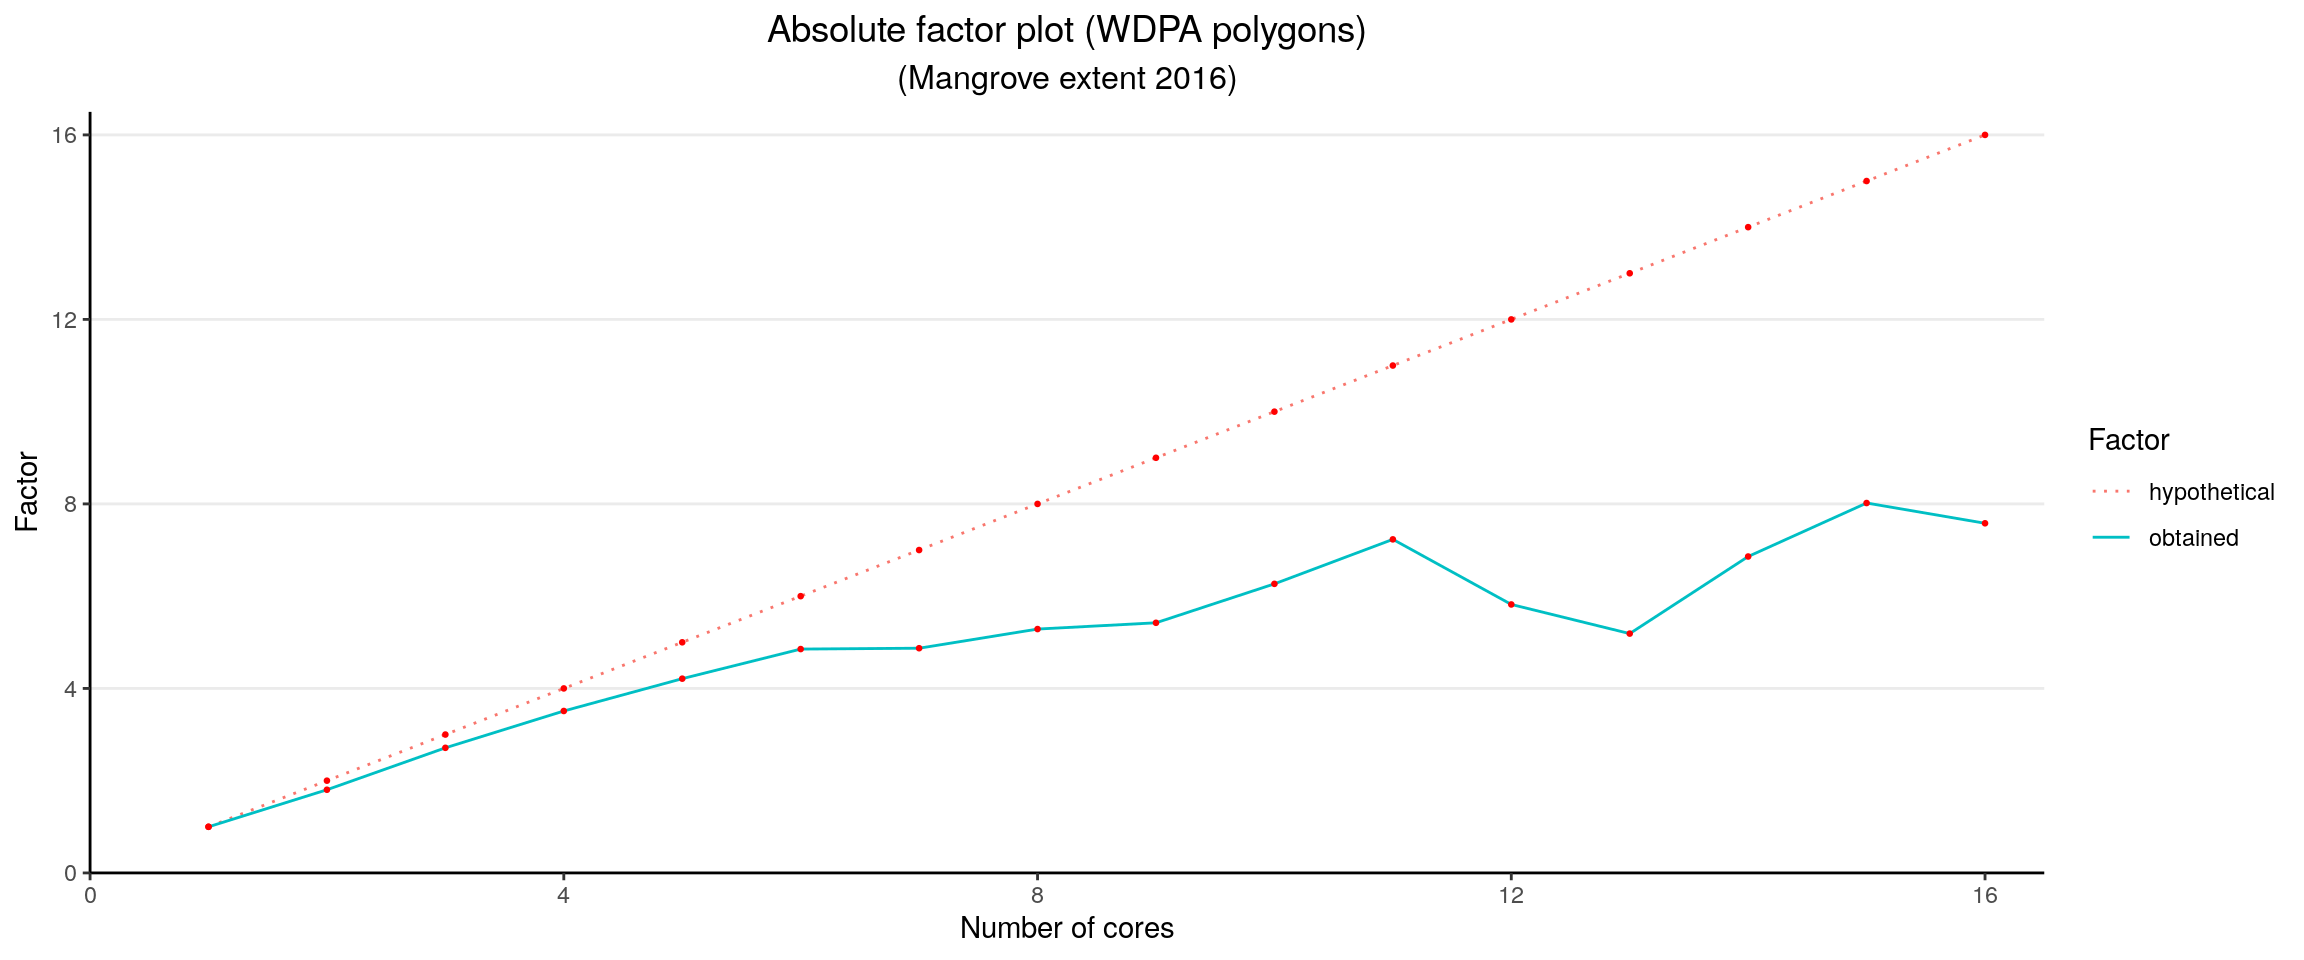 Absolute factor plot (WDPA polygons)
(Mangrove extent 2016)
Factor
16
12
8
4
0
0 4 8 12 16
Number of cores
Factor
hypothetical
obtained